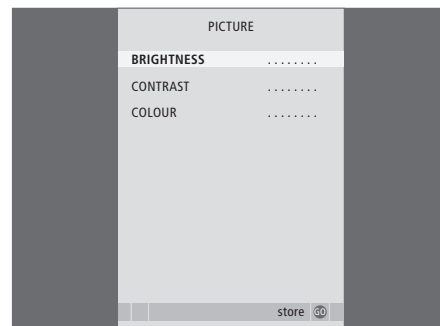 PICTURE
BRIGHTNESS ........
CONTRAST ........
COLOUR ........
store GO